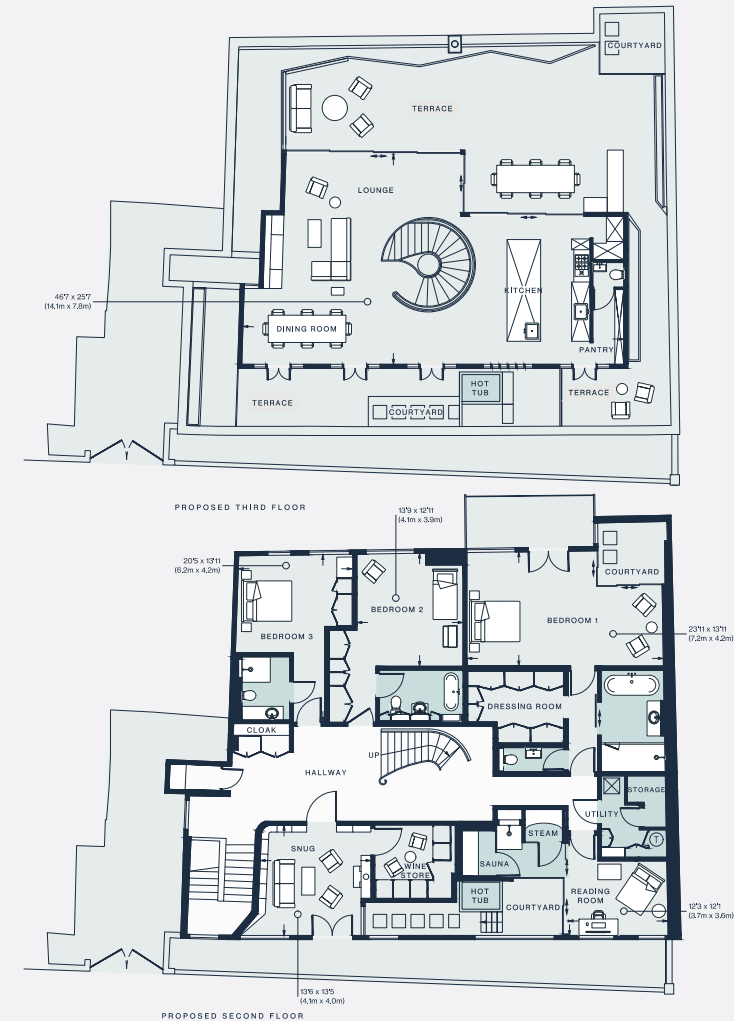 COURTYARD
TERRACE
LOUNGE
46'7 x 25'7
(14.1m x 7.8m)
KITCHEN
DINING ROOM
PANTRY
HOT
TUB
TERRACE
COURTYARD
TERRACE
PROPOSED THIRD FLOOR
13'9 x 12'11
(4.1m x 3.9m)
20'5 x 13'11
(6.2m x 4.2m)
COURTYARD
BEDROOM 2
BEDROOM 1
BEDROOM 3
23'11 x 13'11
(7.2m x 4.2m)
DRESSING ROOM
CLOAK
UP
HALLWAY
STORAGE
UTILITY
STEAM
T
SNUG
SAUNA
WINE
STORE
HOT
TUB
READING
ROOM
COURTYARD
12'3 x 12'1
(3.7m x 3.6m)
13'6 x 13'5
(4.1m x 4.0m)
PROPOSED SECOND FLOOR